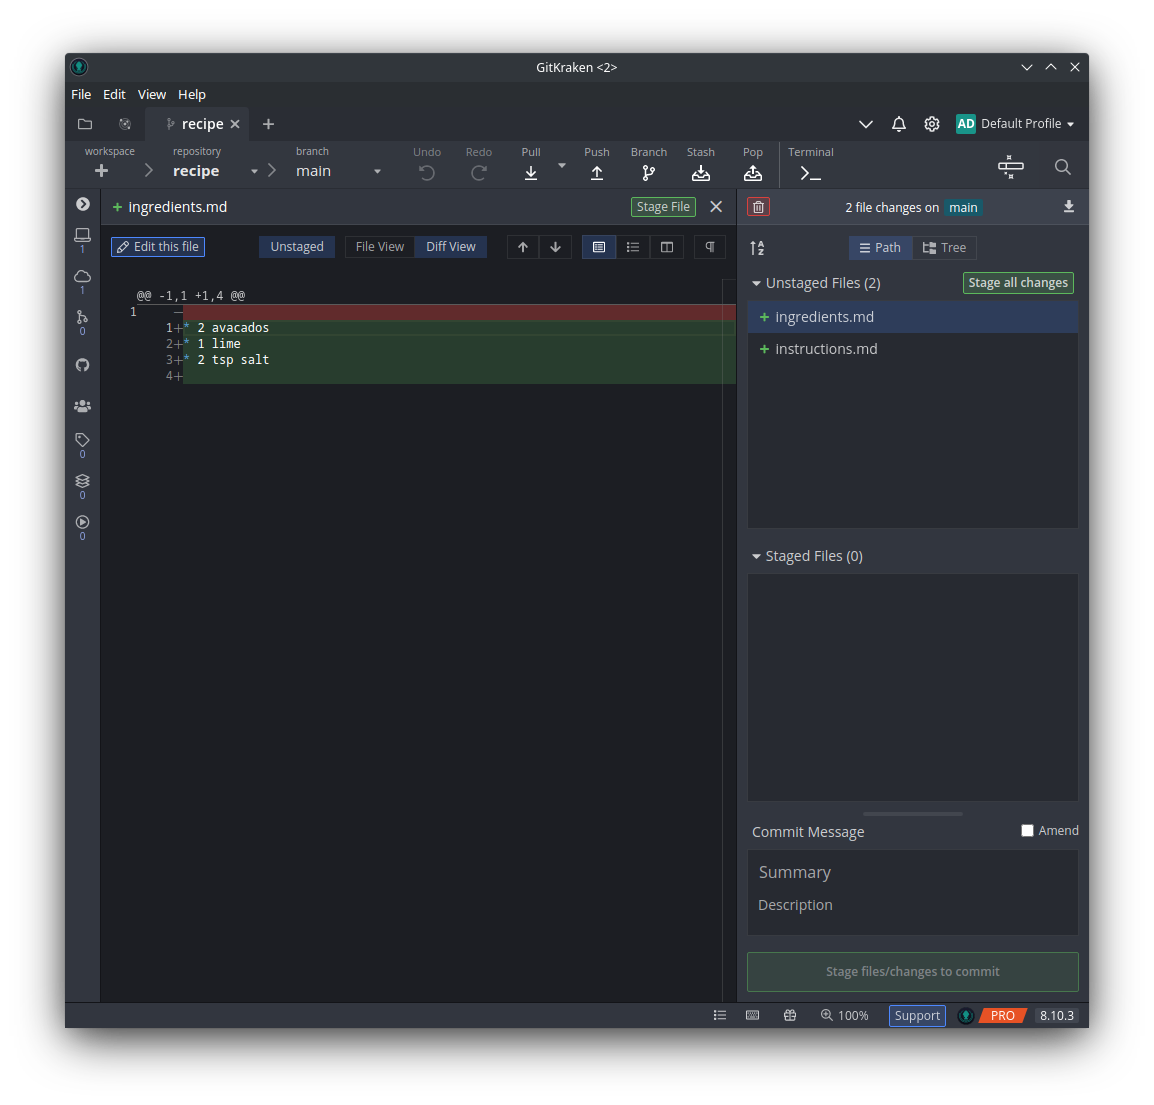 GitKraken <2>
File Edit View Help
recipe
AD Default Profile
workspace repository branch Undo Redo Pull Push Branch Stash Pop Terminal
recipe main
+ ingredients.md Stage File
2 file changes on main
1
1
0
0
0
0
Edit this file Unstaged File View Diff View ¶
A Z Path Tree
@@ -1,1 +1,4 @@
1 —
1+* 2 avacados
2+* 1 lime
3+* 2 tsp salt
4+
Unstaged Files (2) Stage all changes
+ ingredients.md
+ instructions.md
Staged Files (0)
Commit Message Amend
Summary
Description
Stage files/changes to commit
100% Support PRO 8.10.3